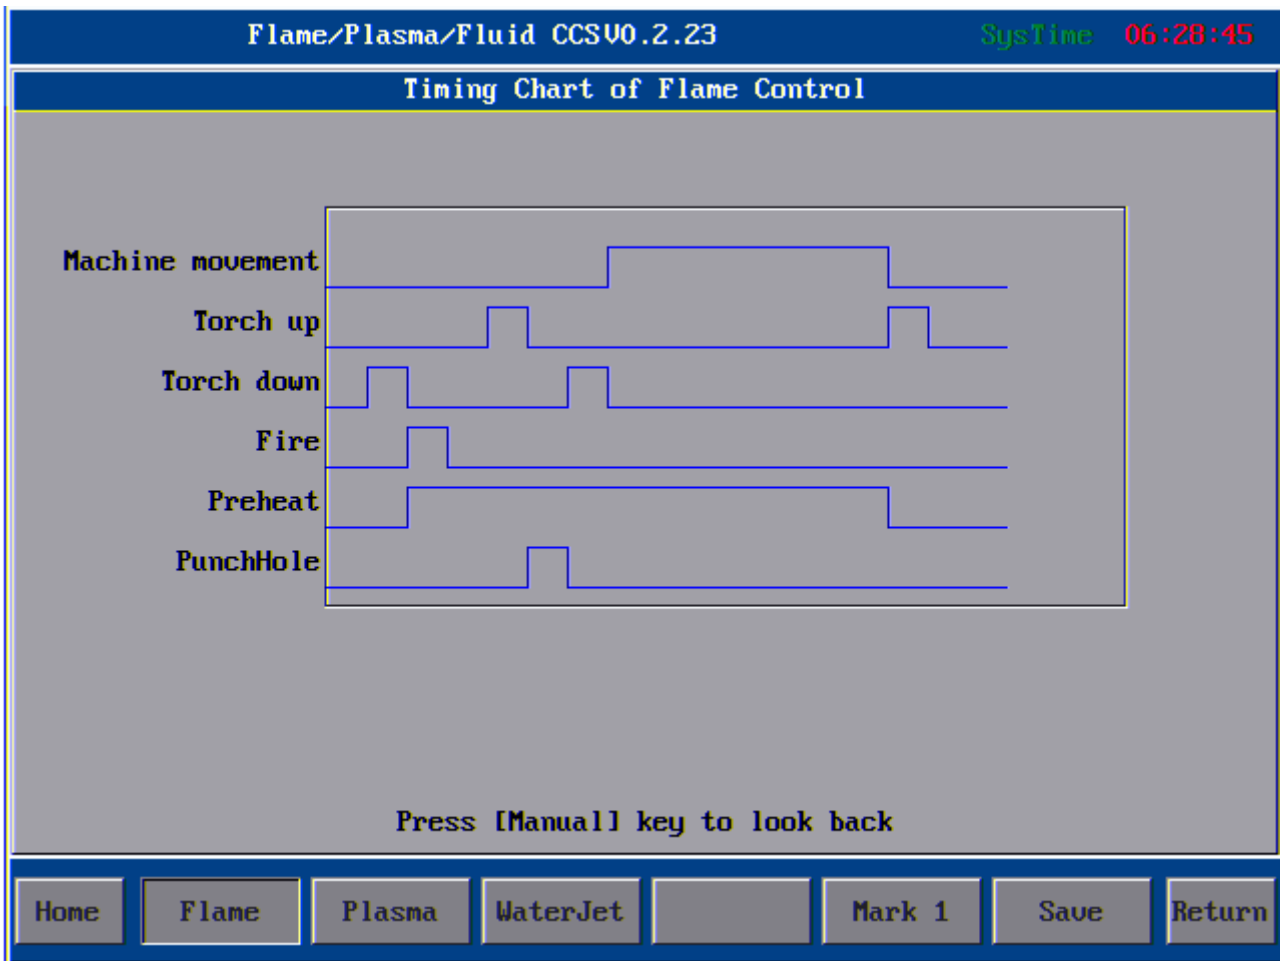 Flame/Plasma/Fluid CCSV0.2.23 SysTime 06:28:45
Timing Chart of Flame Control
Machine movement
Torch up
Torch down
Fire
Preheat
PunchHole
Press [Manual] key to look back
Home Flame Plasma WaterJet Mark 1 Save Return